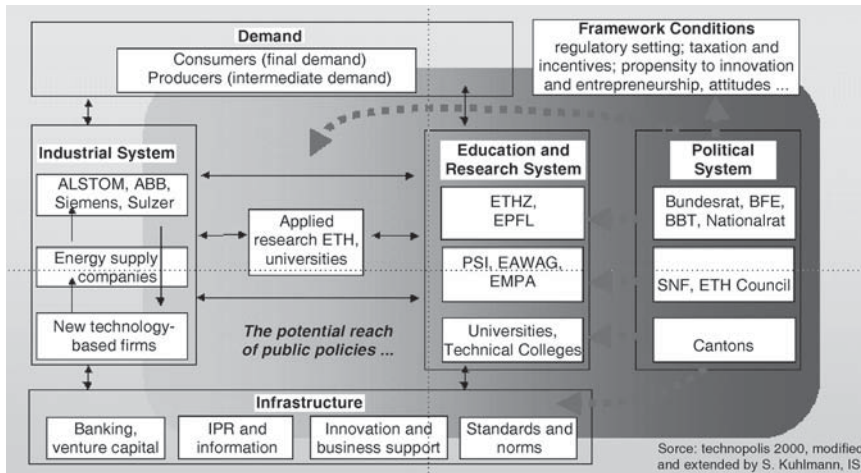 Demand
Consumers (final demand)
Producers (intermediate demand)
Framework Conditions
regulatory setting; taxation and
incentives; propensity to innovation
and entrepreneurship, attitudes ...
Industrial System
ALSTOM, ABB,
Siemens, Sulzer
Energy supply
companies
New technology-
based firms
Applied
research ETH,
universities
The potential reach
of public policies ...
Education and
Research System
ETHZ,
EPFL
PSI, EAWAG,
EMPA
Universities,
Technical Colleges
Political
System
Bundesrat, BFE,
BBT, Nationalrat
SNF, ETH Council
Cantons
Infrastructure
Banking,
venture capital
IPR and
information
Innovation and
business support
Standards and
norms
Sorce: technopolis 2000, modified
and extended by S. Kuhlmann, IS